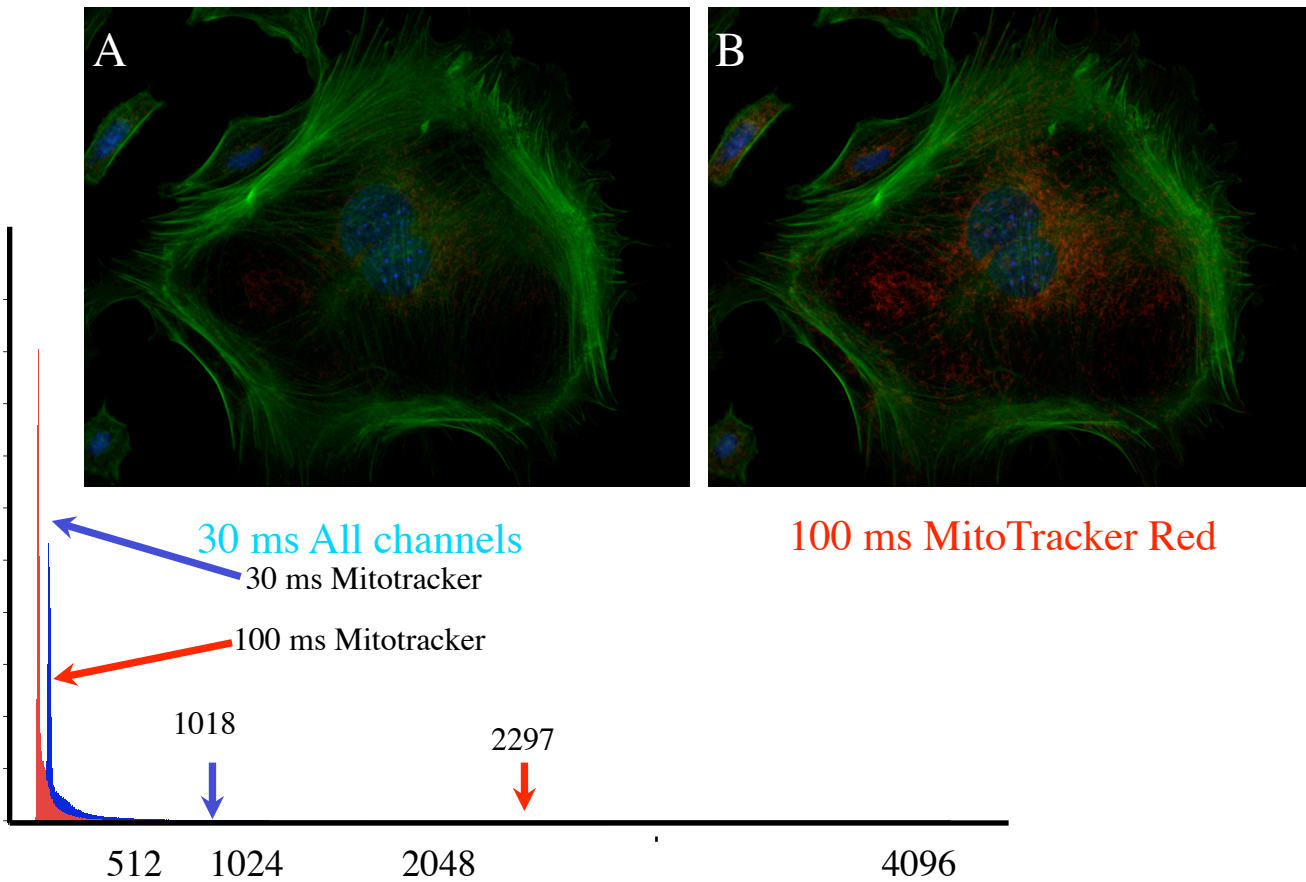 A
B
30 ms All channels
100 ms MitoTracker Red
30 ms Mitotracker
100 ms Mitotracker
1018
2297
512 1024 2048 4096